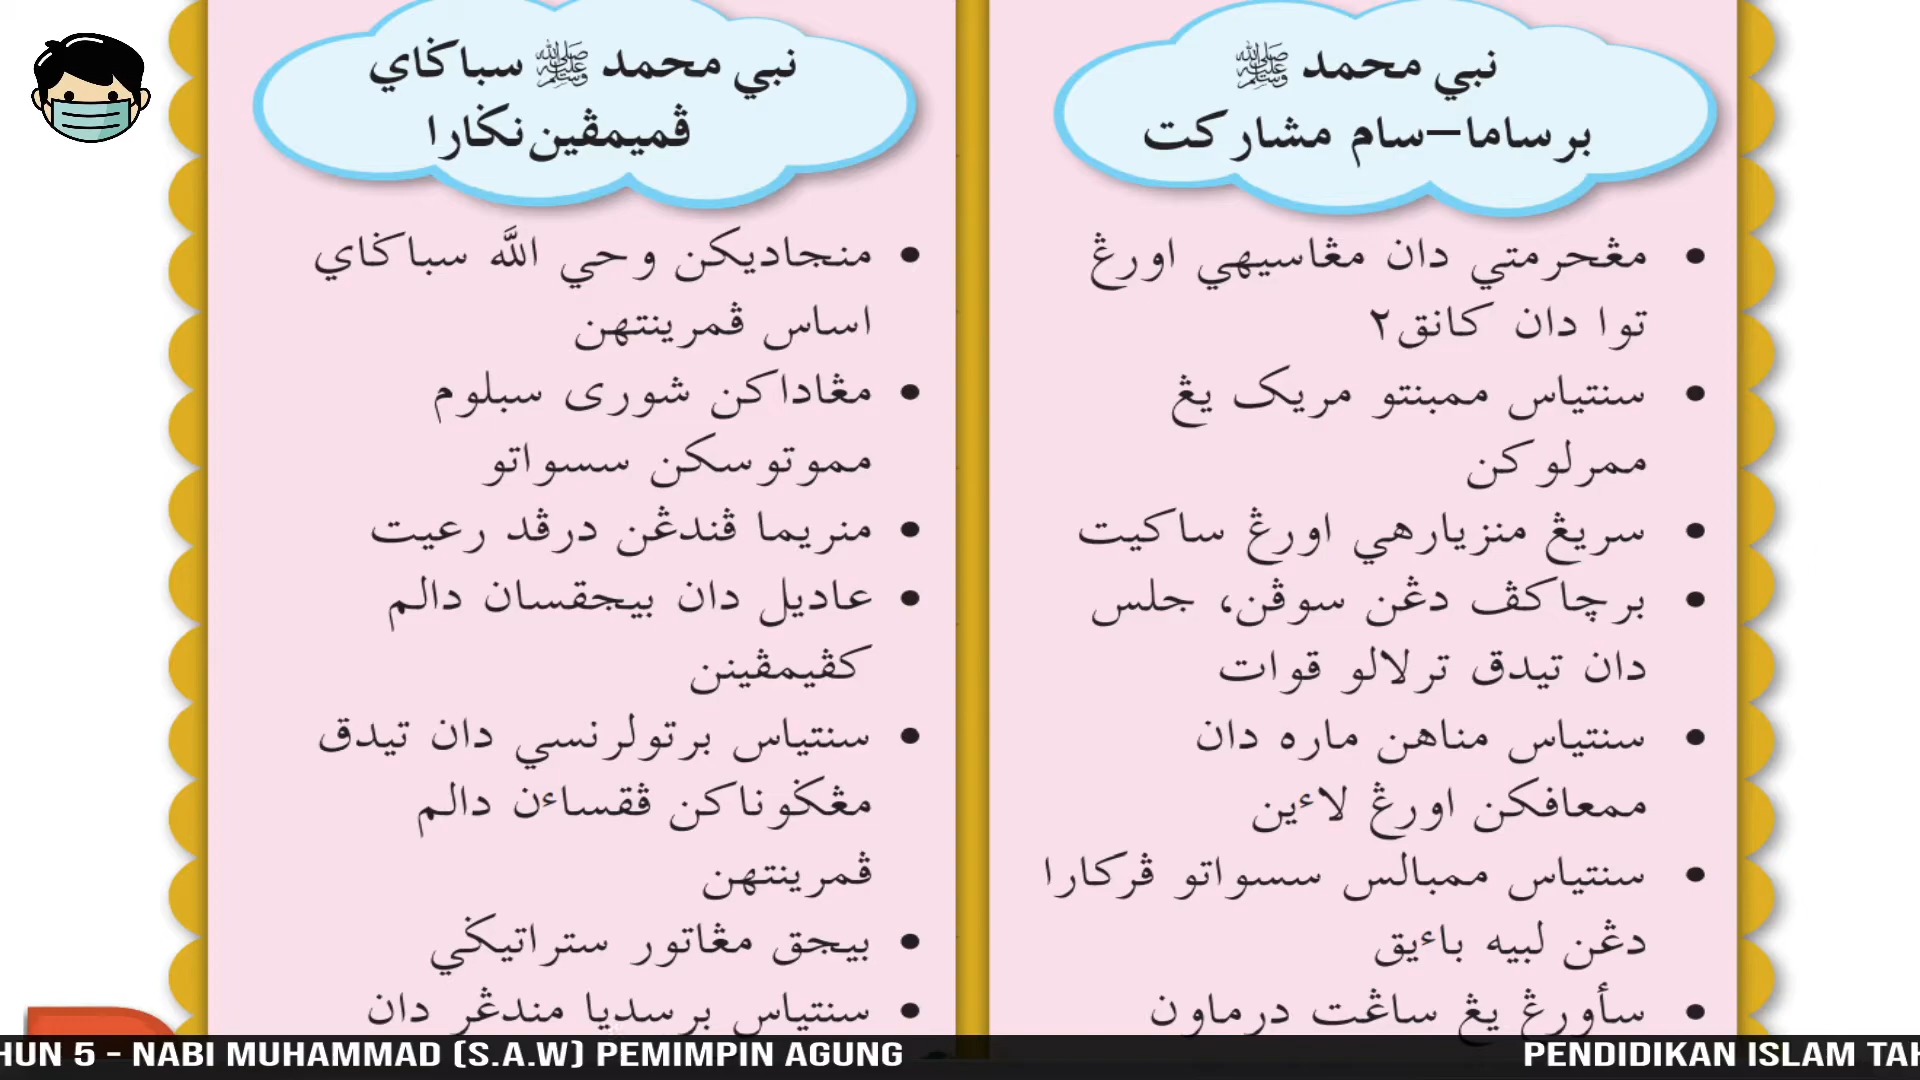 نبي محمد ﷺ
برساما–سام مشاركت
• مڠحرمتي دان مڠاسيهي اورڠ
توا دان كانق٢
• سنتياس ممبنتو مريک يڠ
ممرلوكن
• سريڠ منزيارهي اورڠ ساكيت
• برچاكڤ دڠن سوڤن، جلس
دان تيدق ترلالو قوات
• سنتياس مناهن ماره دان
ممعافكن اورڠ لاءين
• سنتياس ممبالس سسواتو ڤركارا
دڠن لبيه باءيق
• سأورڠ يڠ ساڠت درماون
نبي محمد ﷺ سباݢاي
ڤميمڤين نݢارا
• منجاديكن وحي اللّٰه سباݢاي
اساس ڤمرينتهن
• مڠاداكن شورى سبلوم
مموتوسكن سسواتو
• منريما ڤندڠن درڤد رعيت
• عاديل دان بيجقسان دالم
كڤيمڤينن
• سنتياس برتولرنسي دان تيدق
مڠݢوناكن ڤقساءن دالم
ڤمرينتهن
• بيجق مڠاتور ستراتيݢي
• سنتياس برسديا مندڠر دان
HUN 5 - NABI MUHAMMAD (S.A.W) PEMIMPIN AGUNG
PENDIDIKAN ISLAM TAH